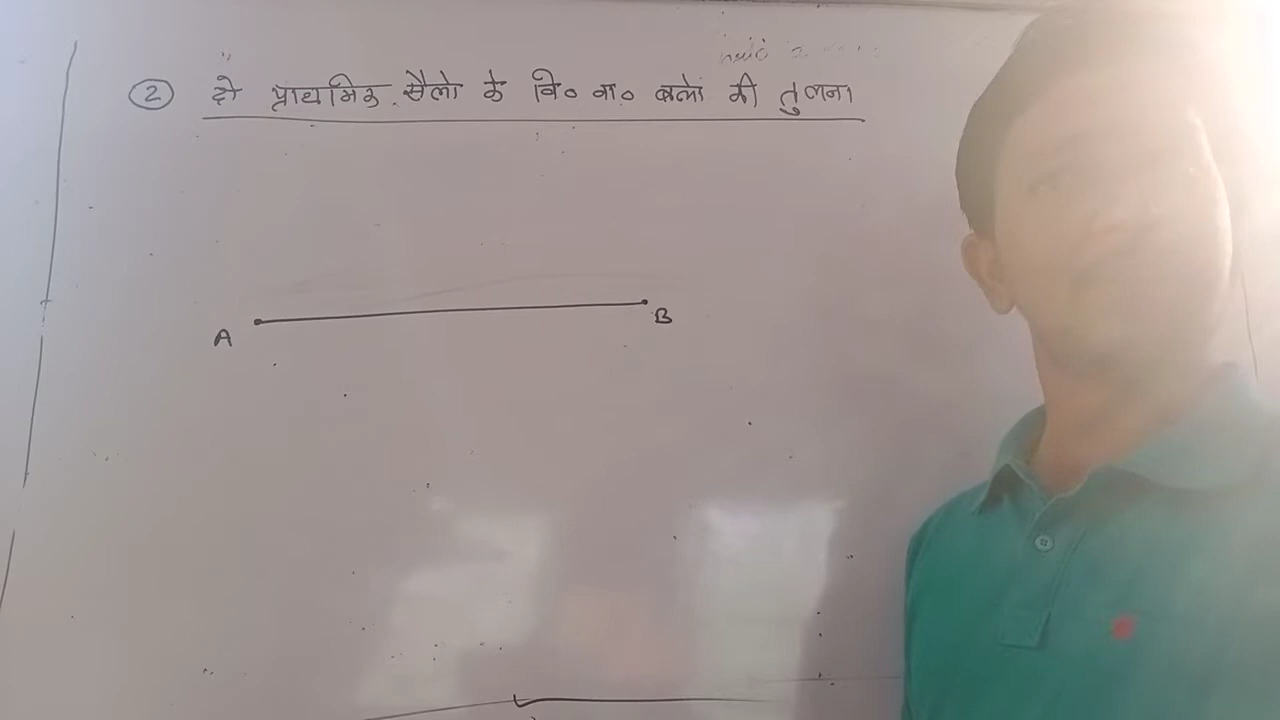 ② दो प्राथमिक सैलो के वि० वा० बलो की तुलना
A
B